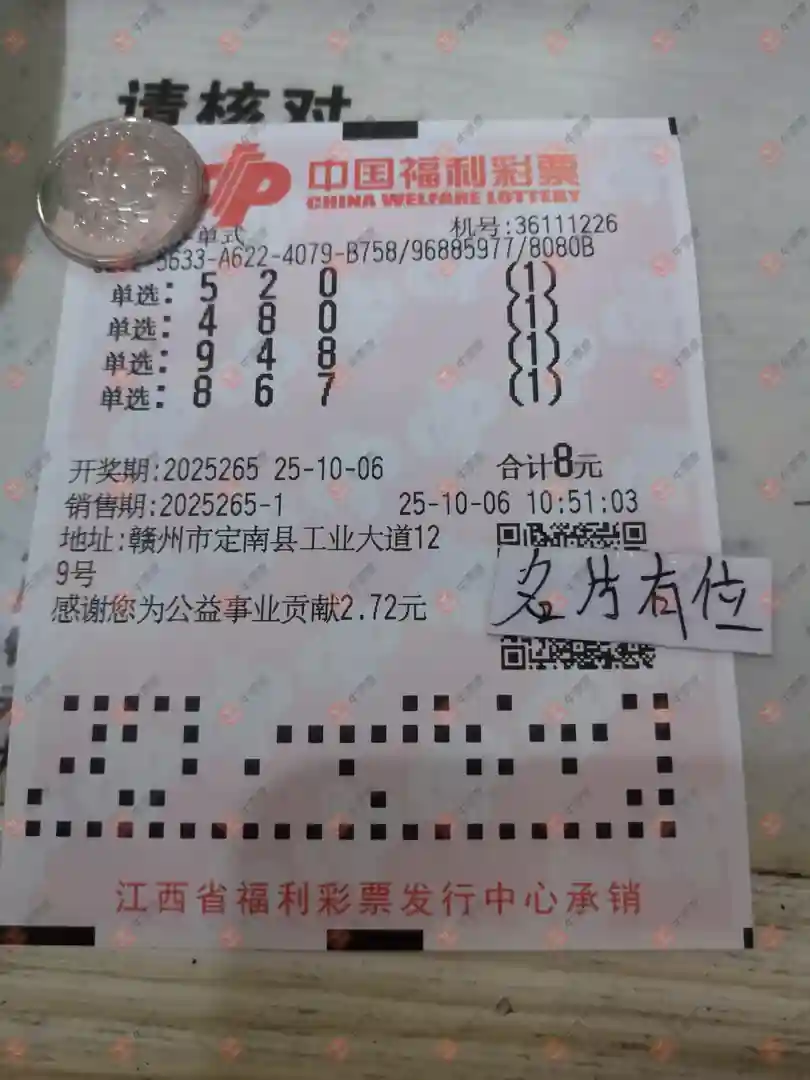 请核对
中国福利彩票
CHINA WELFARE LOTTERY
单式 机号:36111226
5633-A622-4079-B758/96885977/8080B
单选: 5 2 0 (1)
单选: 4 8 0 (1)
单选: 9 4 8 (1)
单选: 8 6 7 (1)
开奖期:2025265 25-10-06 合计8元
销售期:2025265-1 25-10-06 10:51:03
地址:赣州市定南县工业大道12
9号
感谢您为公益事业贡献2.72元
名片有位
江西省福利彩票发行中心承销